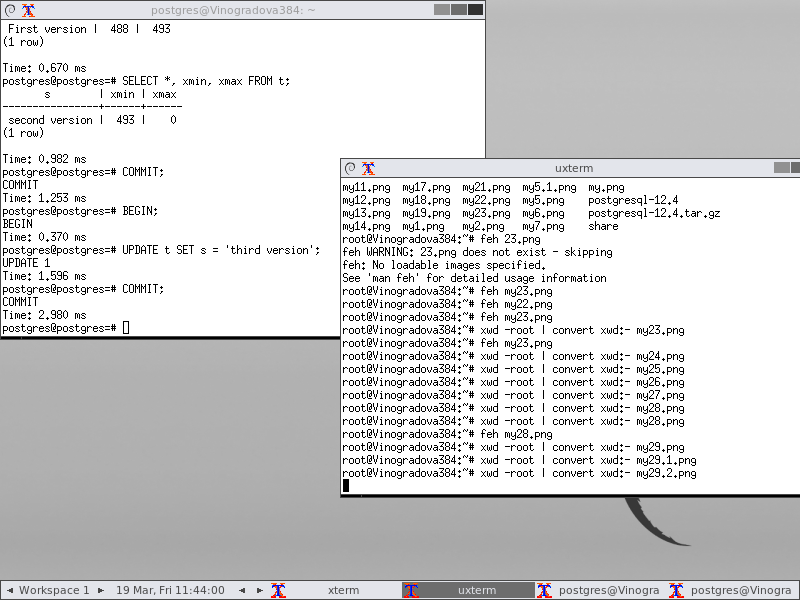 postgres@Vinogradova384: ~
First version |  488 |  493
(1 row)
Time: 0.670 ms
postgres@postgres=# SELECT *, xmin, xmax FROM t;
       s        | xmin | xmax
----------------+------+------
 second version |  493 |    0
(1 row)
Time: 0.982 ms
postgres@postgres=# COMMIT;
COMMIT
Time: 1.253 ms
postgres@postgres=# BEGIN;
BEGIN
Time: 0.370 ms
postgres@postgres=# UPDATE t SET s = 'third version';
UPDATE 1
Time: 1.596 ms
postgres@postgres=# COMMIT;
COMMIT
Time: 2.980 ms
postgres@postgres=#
uxterm
my11.png  my17.png  my21.png  my5.1.png  my.png
my12.png  my18.png  my22.png  my5.png    postgresql-12.4
my13.png  my19.png  my23.png  my6.png    postgresql-12.4.tar.gz
my14.png  my1.png   my2.png   my7.png    share
root@Vinogradova384:~# feh 23.png
feh WARNING: 23.png does not exist - skipping
feh: No loadable images specified.
See 'man feh' for detailed usage information
root@Vinogradova384:~# feh my23.png
root@Vinogradova384:~# feh my22.png
root@Vinogradova384:~# feh my23.png
root@Vinogradova384:~# xwd -root | convert xwd:- my23.png
root@Vinogradova384:~# feh my23.png
root@Vinogradova384:~# xwd -root | convert xwd:- my24.png
root@Vinogradova384:~# xwd -root | convert xwd:- my25.png
root@Vinogradova384:~# xwd -root | convert xwd:- my26.png
root@Vinogradova384:~# xwd -root | convert xwd:- my27.png
root@Vinogradova384:~# xwd -root | convert xwd:- my28.png
root@Vinogradova384:~# xwd -root | convert xwd:- my28.png
root@Vinogradova384:~# feh my28.png
root@Vinogradova384:~# xwd -root | convert xwd:- my29.png
root@Vinogradova384:~# xwd -root | convert xwd:- my29.1.png
root@Vinogradova384:~# xwd -root | convert xwd:- my29.2.png
Workspace 1 19 Mar, Fri 11:44:00 xterm uxterm postgres@Vinogra postgres@Vinogra